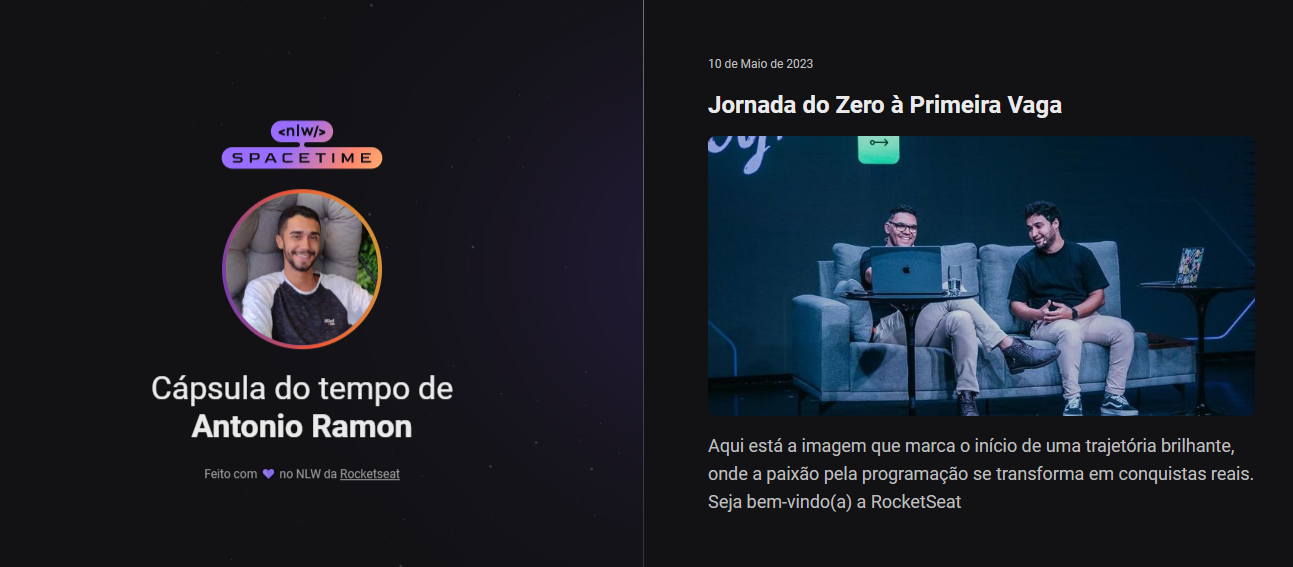 <nlw/>
SPACETIME
Cápsula do tempo de
Antonio Ramon
Feito com 💜 no NLW da Rocketseat
10 de Maio de 2023
Jornada do Zero à Primeira Vaga
Aqui está a imagem que marca o início de uma trajetória brilhante,
onde a paixão pela programação se transforma em conquistas reais.
Seja bem-vindo(a) a RocketSeat